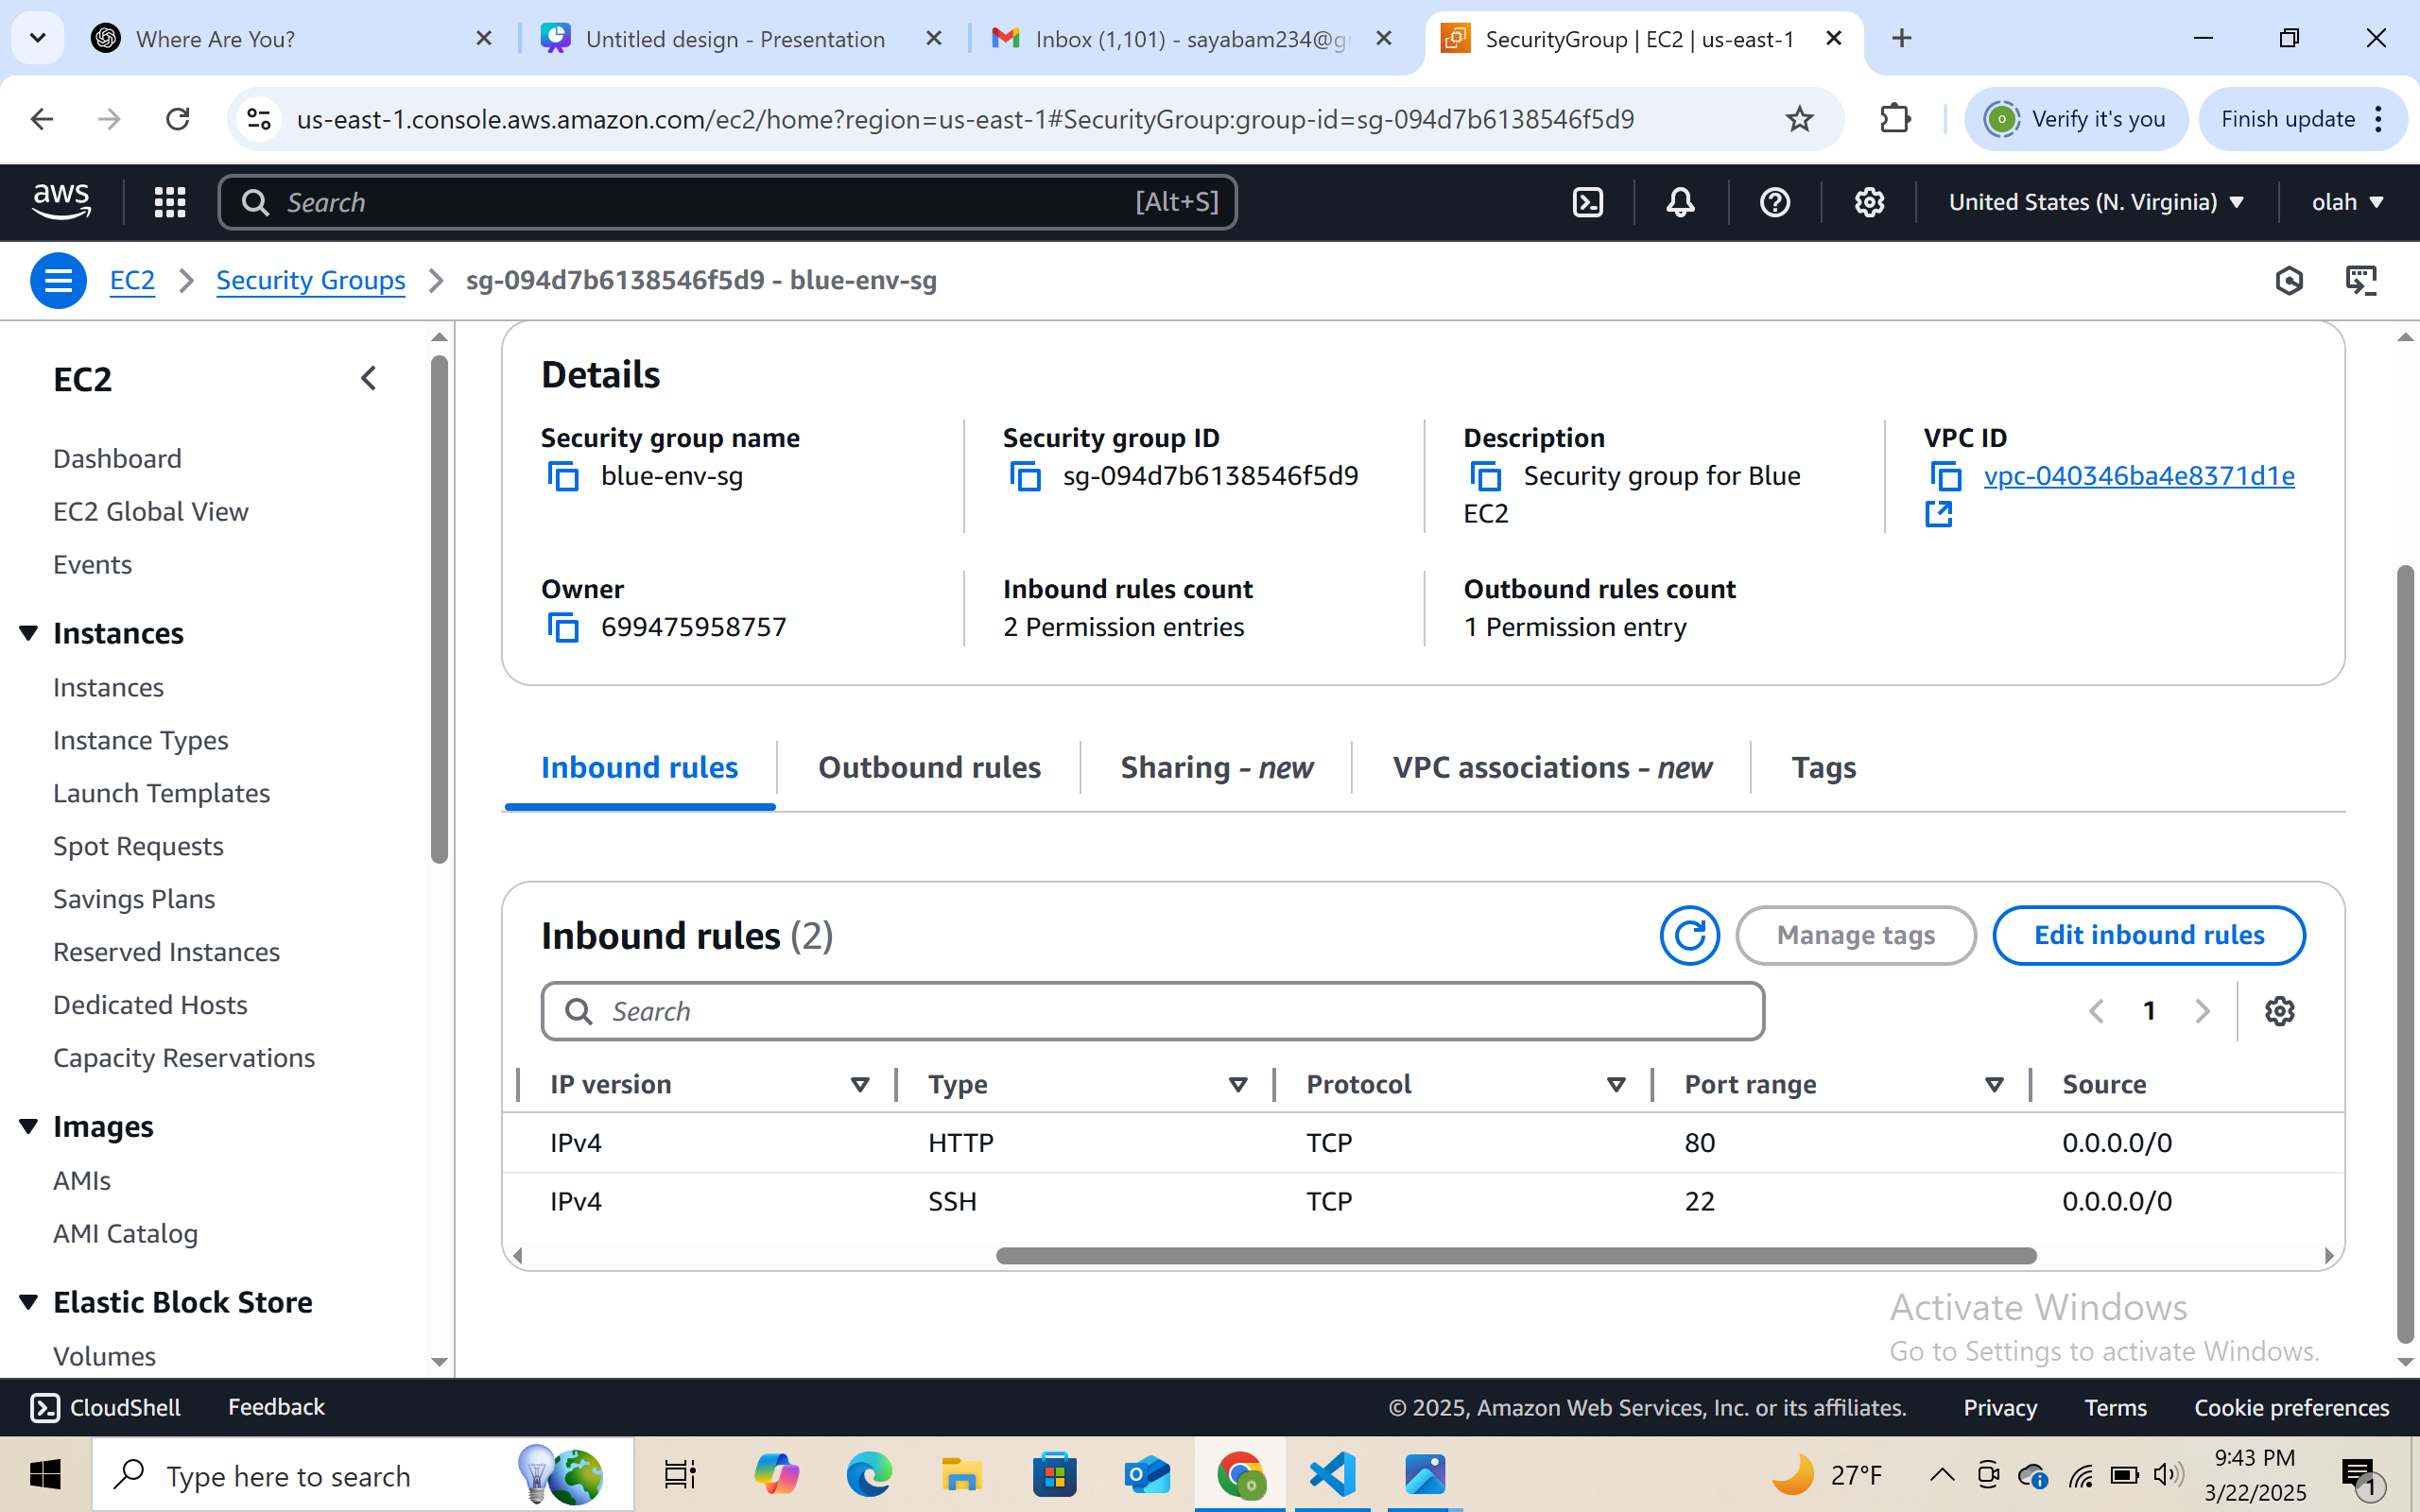 Where Are You?
Untitled design - Presentation
Inbox (1,101) - sayabam234@g
SecurityGroup | EC2 | us-east-1
us-east-1.console.aws.amazon.com/ec2/home?region=us-east-1#SecurityGroup:group-id=sg-094d7b6138546f5d9
o
Verify it's you
Finish update
aws
Search
[Alt+S]
United States (N. Virginia)
olah
EC2
Security Groups
sg-094d7b6138546f5d9 - blue-env-sg
EC2
Dashboard
EC2 Global View
Events
Instances
Instances
Instance Types
Launch Templates
Spot Requests
Savings Plans
Reserved Instances
Dedicated Hosts
Capacity Reservations
Images
AMIs
AMI Catalog
Elastic Block Store
Volumes
Details
Security group name
blue-env-sg
Security group ID
sg-094d7b6138546f5d9
Description
Security group for Blue
EC2
VPC ID
vpc-040346ba4e8371d1e
Owner
699475958757
Inbound rules count
2 Permission entries
Outbound rules count
1 Permission entry
Inbound rules
Outbound rules
Sharing - new
VPC associations - new
Tags
Inbound rules (2)
Manage tags
Edit inbound rules
Search
1
IP version Type Protocol Port range Source
IPv4 HTTP TCP 80 0.0.0.0/0
IPv4 SSH TCP 22 0.0.0.0/0
Activate Windows
Go to Settings to activate Windows.
CloudShell
Feedback
© 2025, Amazon Web Services, Inc. or its affiliates.
Privacy
Terms
Cookie preferences
Type here to search
27°F
9:43 PM
3/22/2025
1